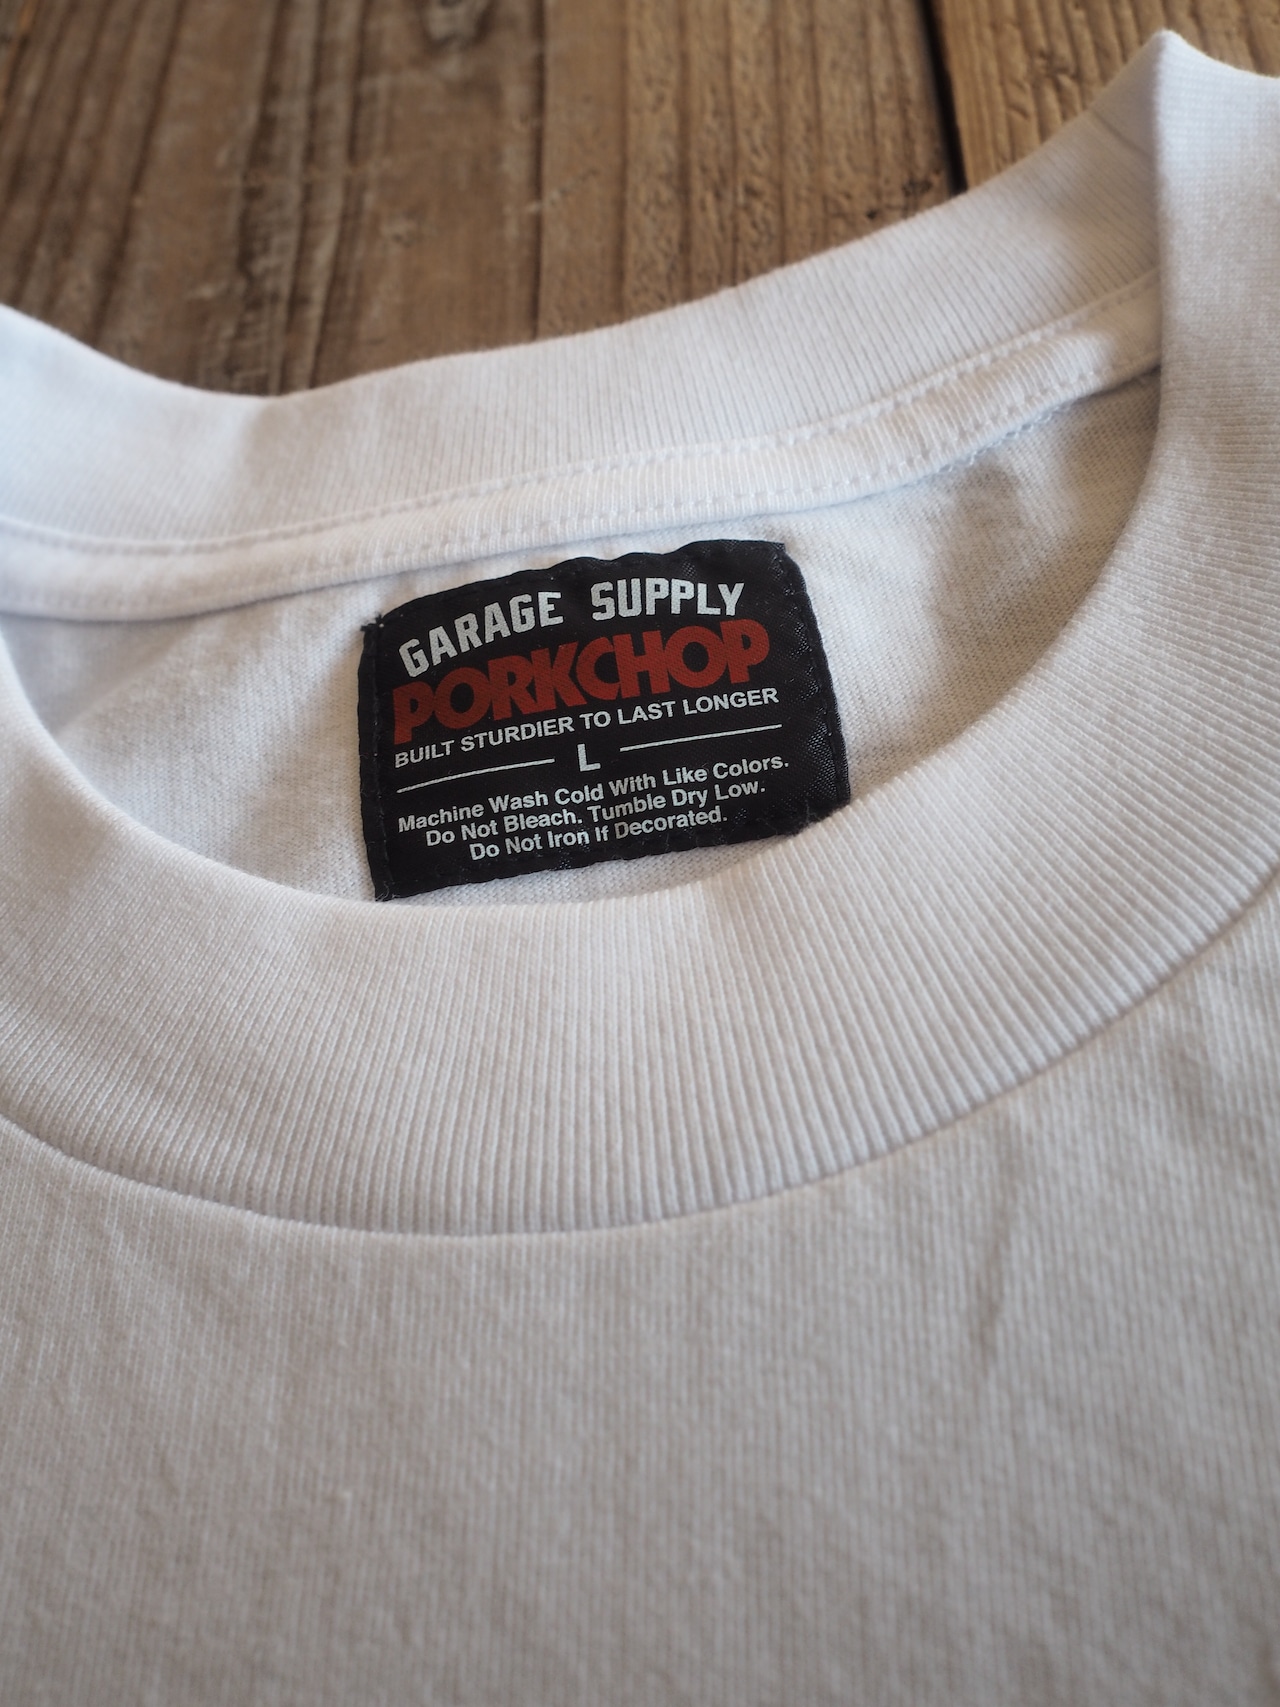 GARAGE SUPPLY
PORKCHOP
BUILT STURDIER TO LAST LONGER
L
Machine Wash Cold With Like Colors.
Do Not Bleach. Tumble Dry Low.
Do Not Iron If Decorated.